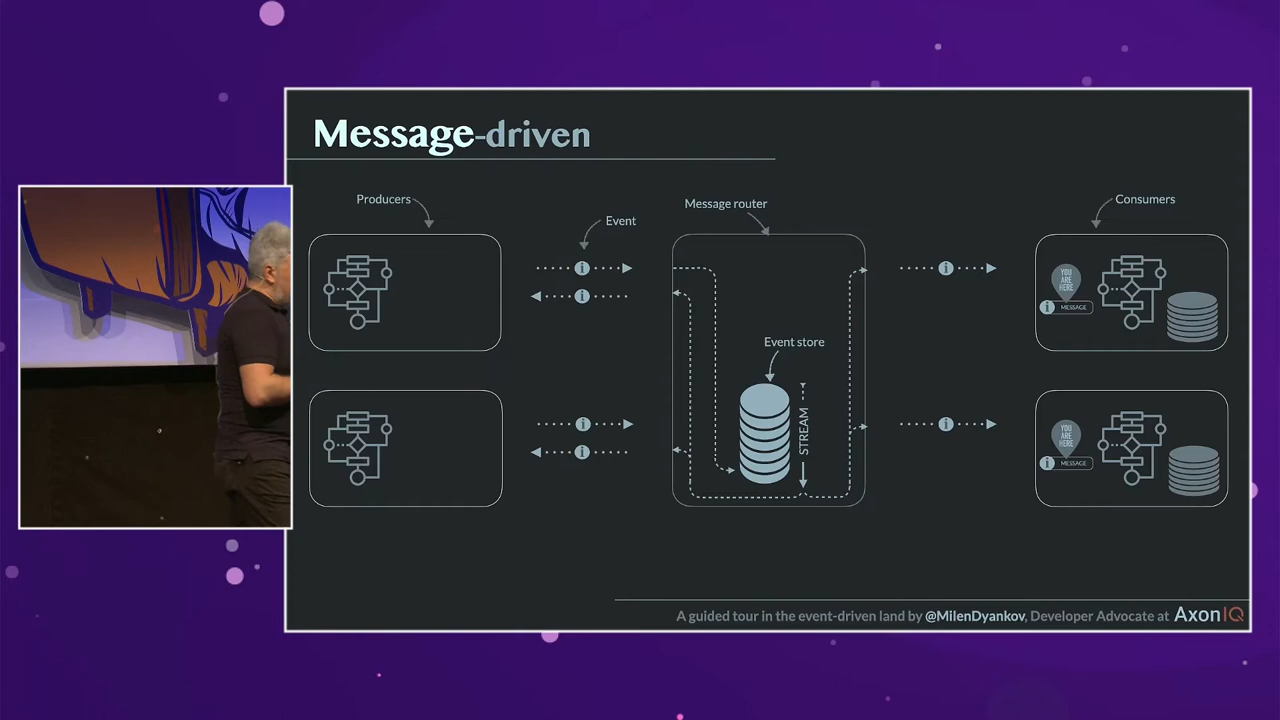 Message-driven
Producers
Event
Message router
Consumers
YOU
ARE
HERE
MESSAGE
Event store
STREAM
YOU
ARE
HERE
MESSAGE
A guided tour in the event-driven land by @MilenDyankov, Developer Advocate at AxonIQ